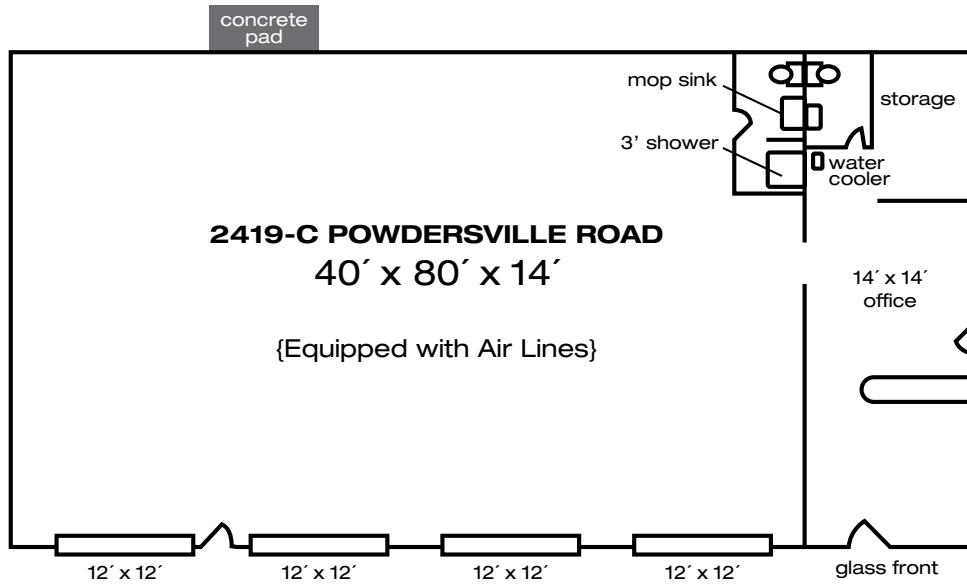 concrete
pad
mop sink
storage
3’ shower
water
cooler
2419-C POWDERSVILLE ROAD
40´ x 80´ x 14´
14´ x 14´
office
{Equipped with Air Lines}
12´ x 12´
12´ x 12´
12´ x 12´
12´ x 12´
glass front